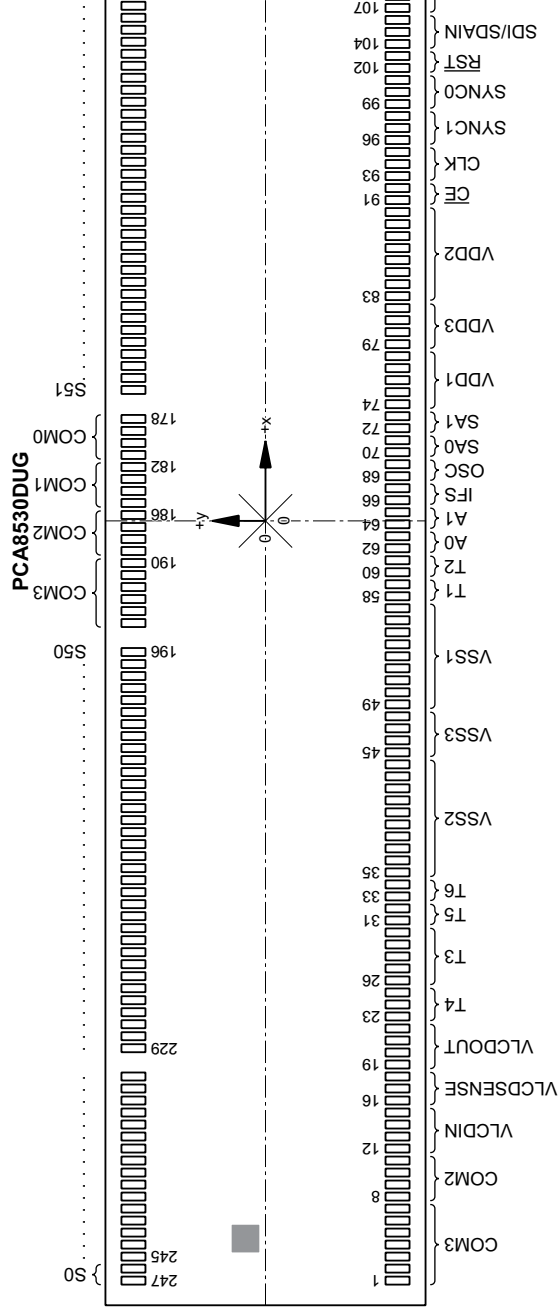 PCA8530DUG
S51
COM0
178
COM1
182
COM2
186
COM3
190
S50
196
229
245
S0
247
+x
+y
0
0
107
SDI/SDAIN
104
RST
102
SYNC0
99
SYNC1
96
CLK
93
CE
91
VDD2
83
VDD3
79
VDD1
74
SA1
72
SA0
70
OSC
68
IFS
66
A1
64
A0
62
T2
60
T1
58
VSS1
49
VSS3
45
VSS2
35
T6
33
T5
31
T3
26
T4
23
VLCDOUT
19
VLCDSENSE
16
VLCDIN
12
COM2
8
COM3
1